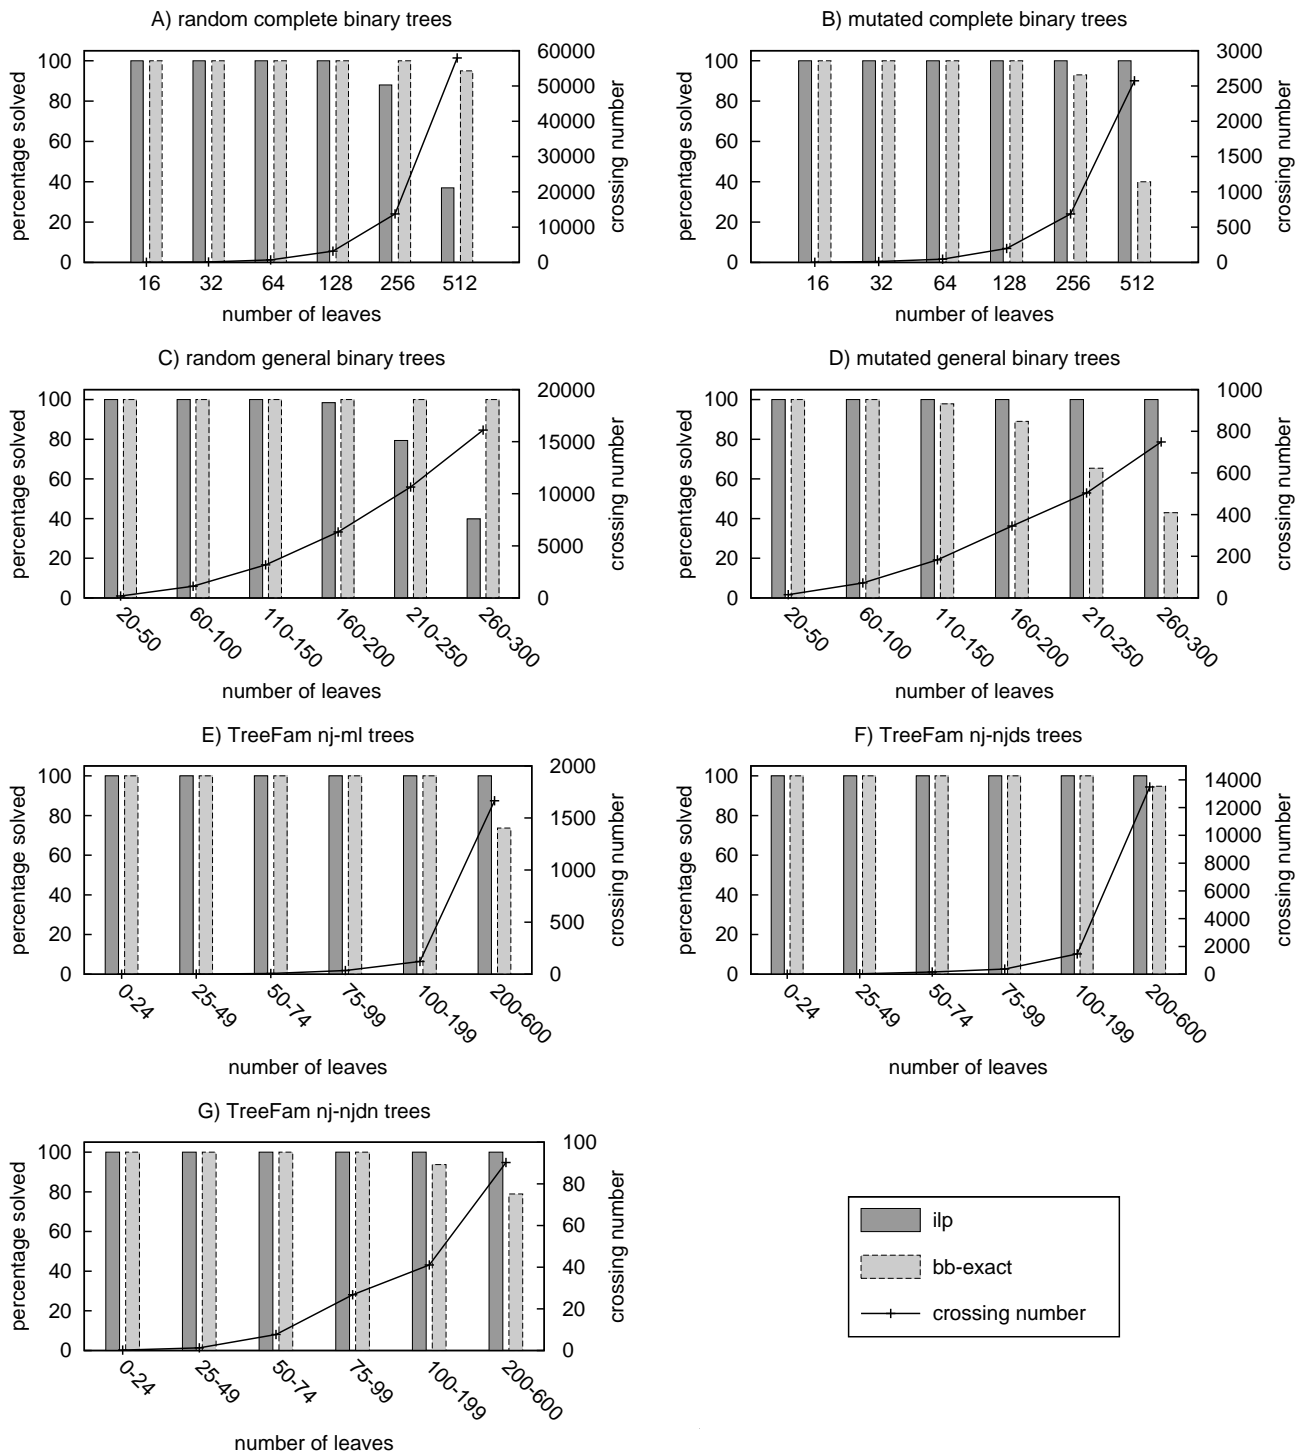 A) random complete binary trees
percentage solved
100
80
60
40
20
0
60000
50000
40000
30000
20000
10000
0
crossing number
16 32 64 128 256 512
number of leaves
B) mutated complete binary trees
percentage solved
100
80
60
40
20
0
3000
2500
2000
1500
1000
500
0
crossing number
16 32 64 128 256 512
number of leaves
C) random general binary trees
percentage solved
100
80
60
40
20
0
20000
15000
10000
5000
0
crossing number
20-50 60-100 110-150 160-200 210-250 260-300
number of leaves
D) mutated general binary trees
percentage solved
100
80
60
40
20
0
1000
800
600
400
200
0
crossing number
20-50 60-100 110-150 160-200 210-250 260-300
number of leaves
E) TreeFam nj-ml trees
percentage solved
100
80
60
40
20
0
2000
1500
1000
500
0
crossing number
0-24 25-49 50-74 75-99 100-199 200-600
number of leaves
F) TreeFam nj-njds trees
percentage solved
100
80
60
40
20
0
14000
12000
10000
8000
6000
4000
2000
0
crossing number
0-24 25-49 50-74 75-99 100-199 200-600
number of leaves
G) TreeFam nj-njdn trees
percentage solved
100
80
60
40
20
0
100
80
60
40
20
0
crossing number
0-24 25-49 50-74 75-99 100-199 200-600
number of leaves
ilp
bb-exact
crossing number